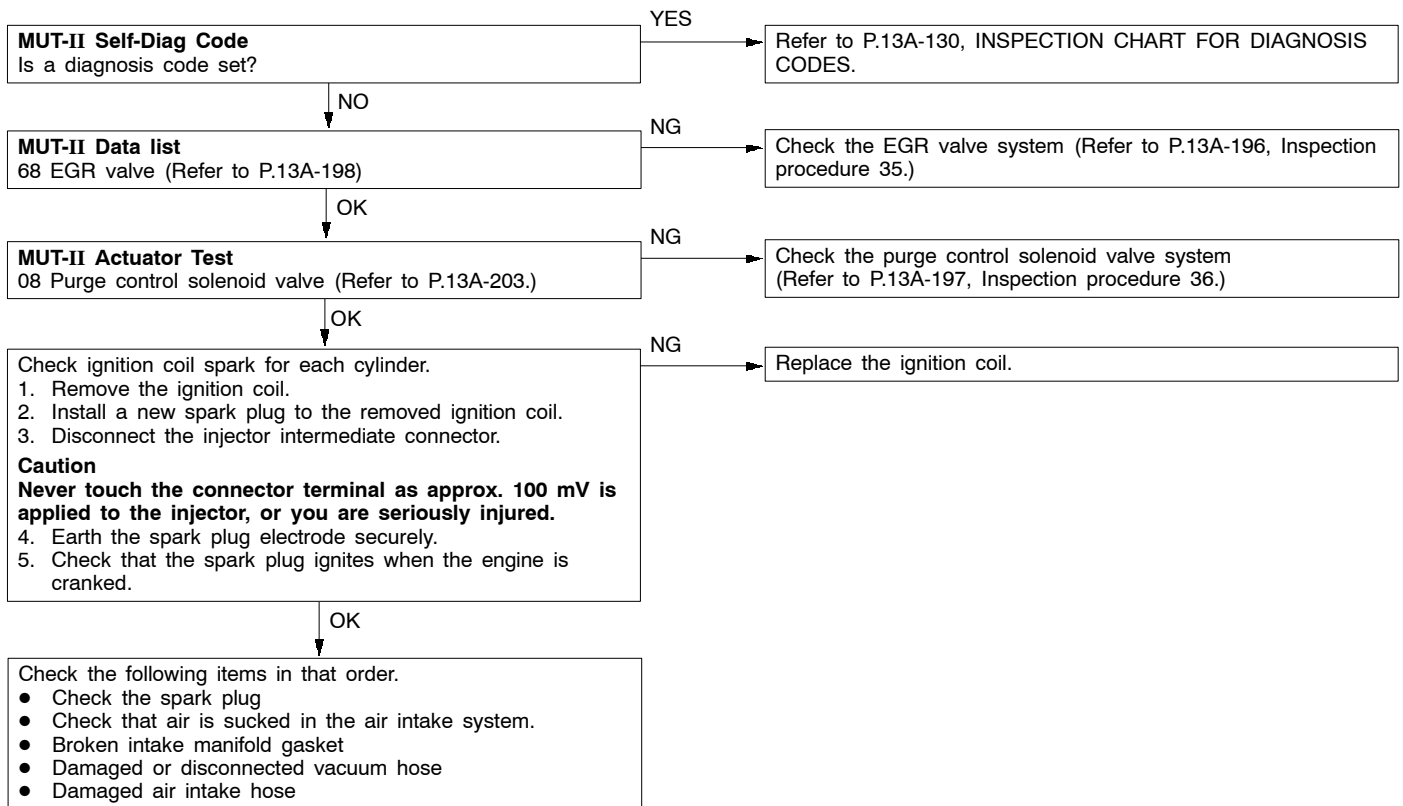 MUT-II Self-Diag Code
Is a diagnosis code set?
YES
Refer to P.13A-130, INSPECTION CHART FOR DIAGNOSIS
CODES.
NO
MUT-II Data list
68 EGR valve (Refer to P.13A-198)
NG
Check the EGR valve system (Refer to P.13A-196, Inspection
procedure 35.)
OK
MUT-II Actuator Test
08 Purge control solenoid valve (Refer to P.13A-203.)
NG
Check the purge control solenoid valve system
(Refer to P.13A-197, Inspection procedure 36.)
OK
Check ignition coil spark for each cylinder.
1. Remove the ignition coil.
2. Install a new spark plug to the removed ignition coil.
3. Disconnect the injector intermediate connector.
Caution
Never touch the connector terminal as approx. 100 mV is
applied to the injector, or you are seriously injured.
4. Earth the spark plug electrode securely.
5. Check that the spark plug ignites when the engine is
cranked.
NG
Replace the ignition coil.
OK
Check the following items in that order.
● Check the spark plug
● Check that air is sucked in the air intake system.
● Broken intake manifold gasket
● Damaged or disconnected vacuum hose
● Damaged air intake hose